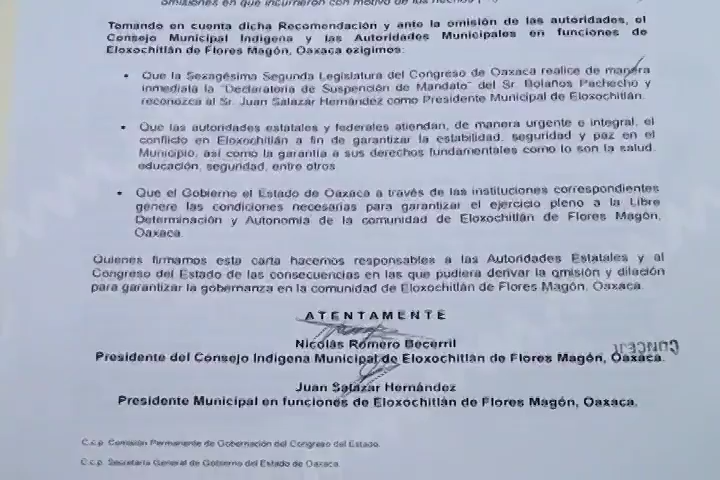 omisiones en que incurrieron con motivo de los hechos
Tomando en cuenta dicha Recomendación y ante la omisión de las autoridades, el
Consejo Municipal Indígena y las Autoridades Municipales en funciones de
Eloxochitlán de Flores Magón, Oaxaca exigimos:
• Que la Sexagésima Segunda Legislatura del Congreso de Oaxaca realice de manera
inmediata la "Declaratoria de Suspención de Mandato" del Sr. Bolaños Pachecho y
reconozca al Sr. Juan Salazar Hernández como Presidente Municipal de Eloxochitlán.
• Que las autoridades estatales y federales atiendan, de manera urgente e integral, el
conflicto en Eloxochitlán a fin de garantizar la estabilidad, seguridad y paz en el
Municipio, así como la garantía a sus derechos fundamentales como lo son la salud,
educación, seguridad, entre otros.
• Que el Gobierno el Estado de Oaxaca a través de las instituciones correspondientes
genere las condiciones necesarias para garantizar el ejercicio pleno a la Libre
Determinación y Autonomía de la comunidad de Eloxochitlán de Flores Magón,
Oaxaca.
Quienes firmamos esta carta hacemos responsables a las Autoridades Estatales y al
Congreso del Estado de las consecuencias en las que pudiera derivar la omisión y dilación
para garantizar la gobernanza en la comunidad de Eloxochitlán de Flores Magón, Oaxaca.
ATENTAMENTE
Nicolás Romero Becerril
Presidente del Consejo Indígena Municipal de Eloxochitlán de Flores Magón, Oaxaca.
Juan Salazar Hernández
Presidente Municipal en funciones de Eloxochitlán de Flores Magón, Oaxaca.
C.c.p. Comisión Permanente de Gobernación del Congreso del Estado.
C.c.p. Secretaría General de Gobierno del Estado de Oaxaca.